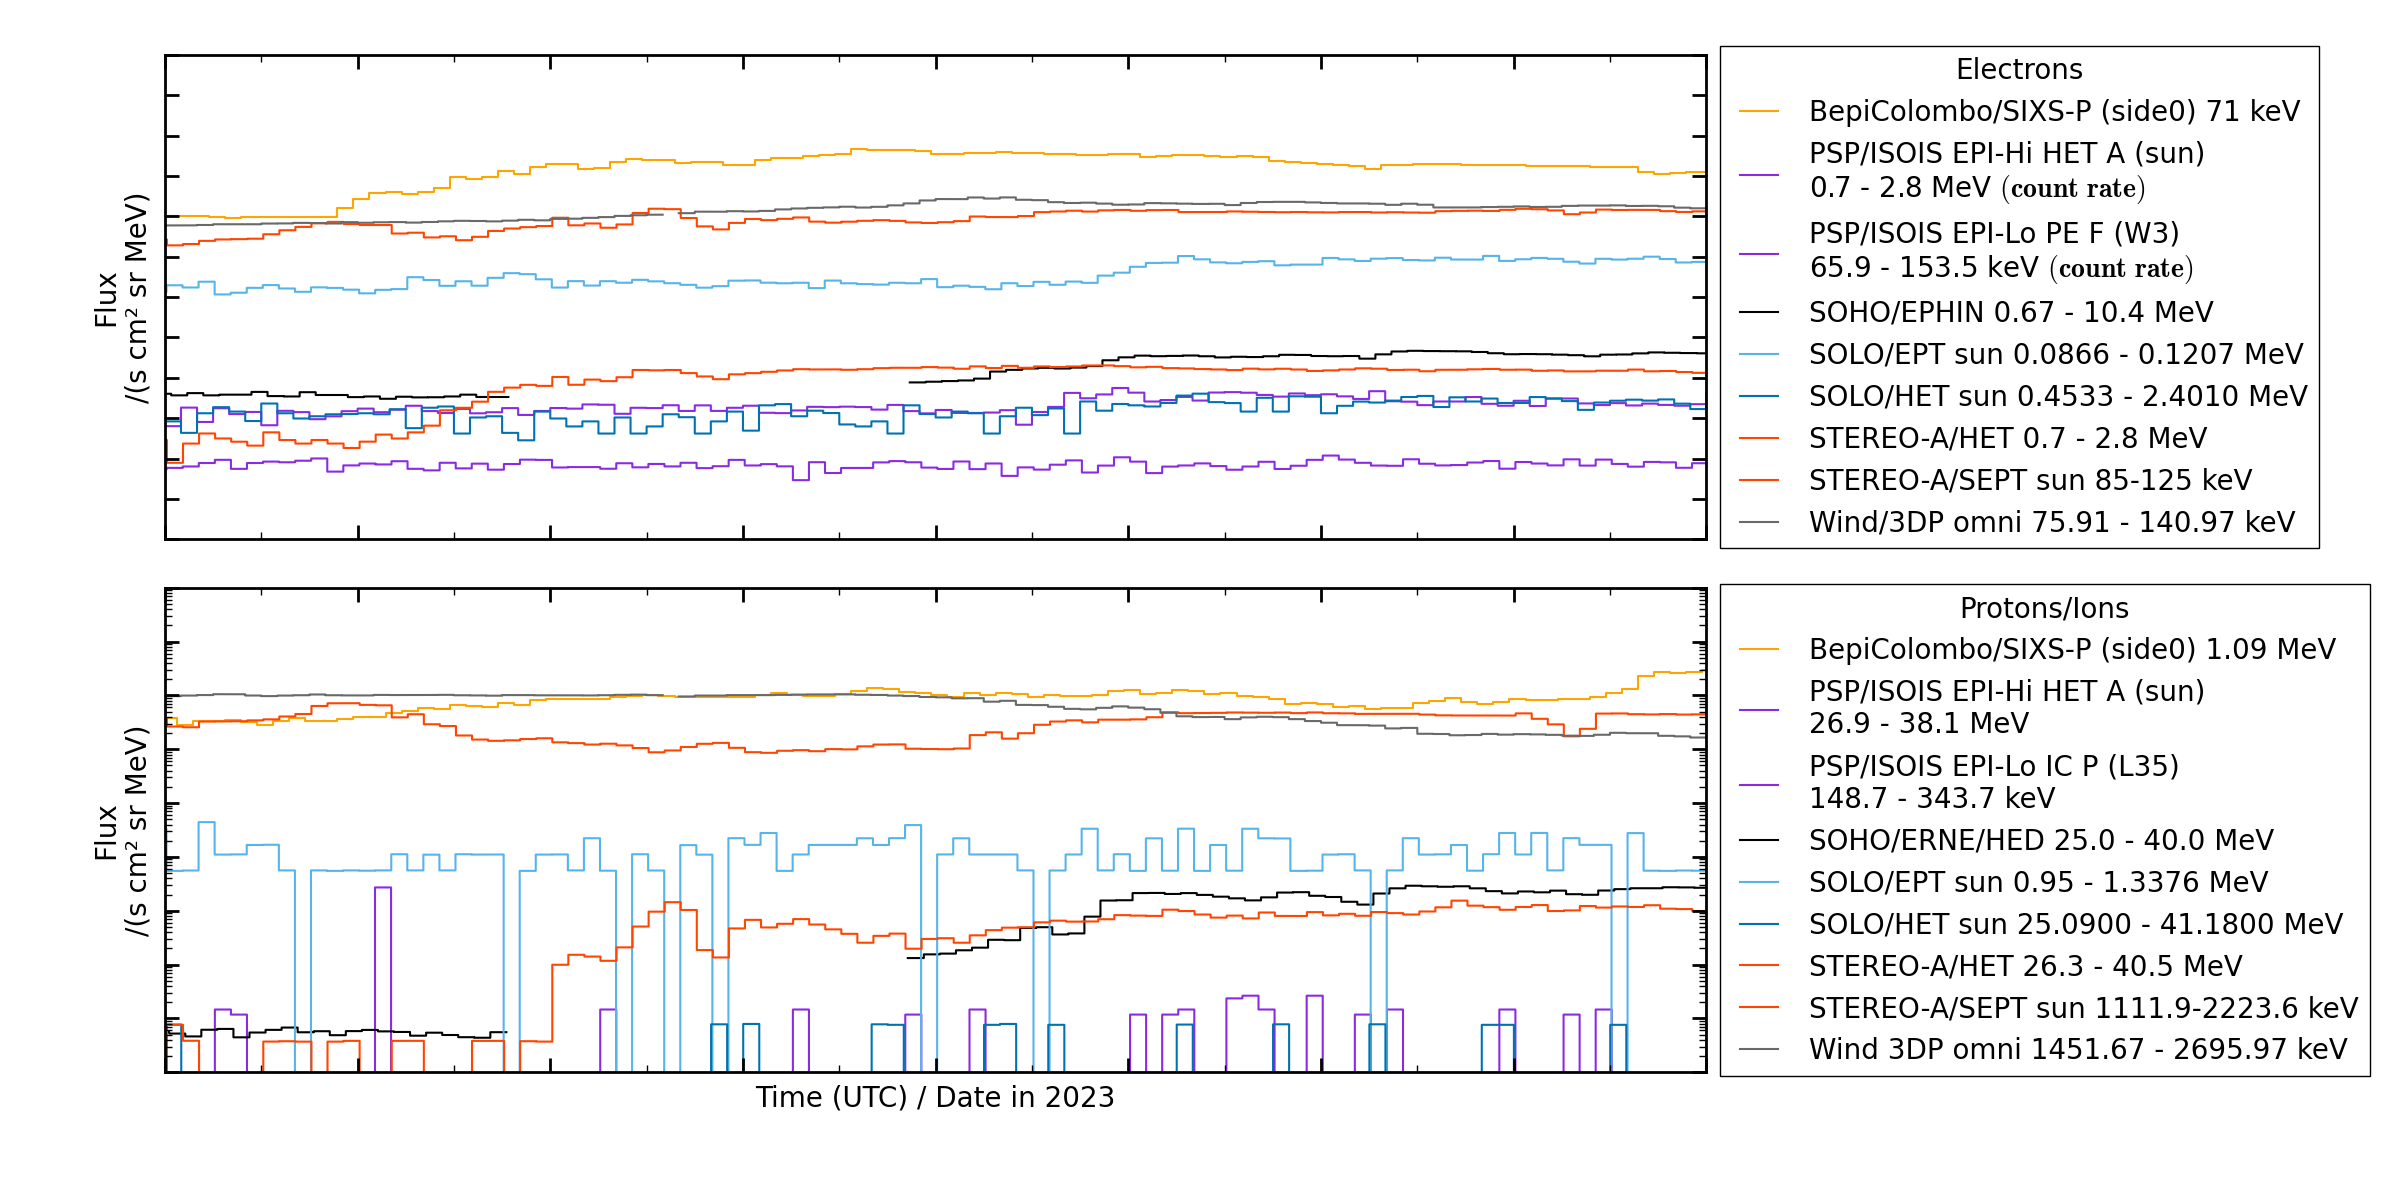 Flux
/(s cm² sr MeV)
Electrons
BepiColombo/SIXS-P (side0) 71 keV
PSP/ISOIS EPI-Hi HET A (sun)
0.7 - 2.8 MeV (count rate)
PSP/ISOIS EPI-Lo PE F (W3)
65.9 - 153.5 keV (count rate)
SOHO/EPHIN 0.67 - 10.4 MeV
SOLO/EPT sun 0.0866 - 0.1207 MeV
SOLO/HET sun 0.4533 - 2.4010 MeV
STEREO-A/HET 0.7 - 2.8 MeV
STEREO-A/SEPT sun 85-125 keV
Wind/3DP omni 75.91 - 140.97 keV
Flux
/(s cm² sr MeV)
Protons/Ions
BepiColombo/SIXS-P (side0) 1.09 MeV
PSP/ISOIS EPI-Hi HET A (sun)
26.9 - 38.1 MeV
PSP/ISOIS EPI-Lo IC P (L35)
148.7 - 343.7 keV
SOHO/ERNE/HED 25.0 - 40.0 MeV
SOLO/EPT sun 0.95 - 1.3376 MeV
SOLO/HET sun 25.0900 - 41.1800 MeV
STEREO-A/HET 26.3 - 40.5 MeV
STEREO-A/SEPT sun 1111.9-2223.6 keV
Wind 3DP omni 1451.67 - 2695.97 keV
Time (UTC) / Date in 2023